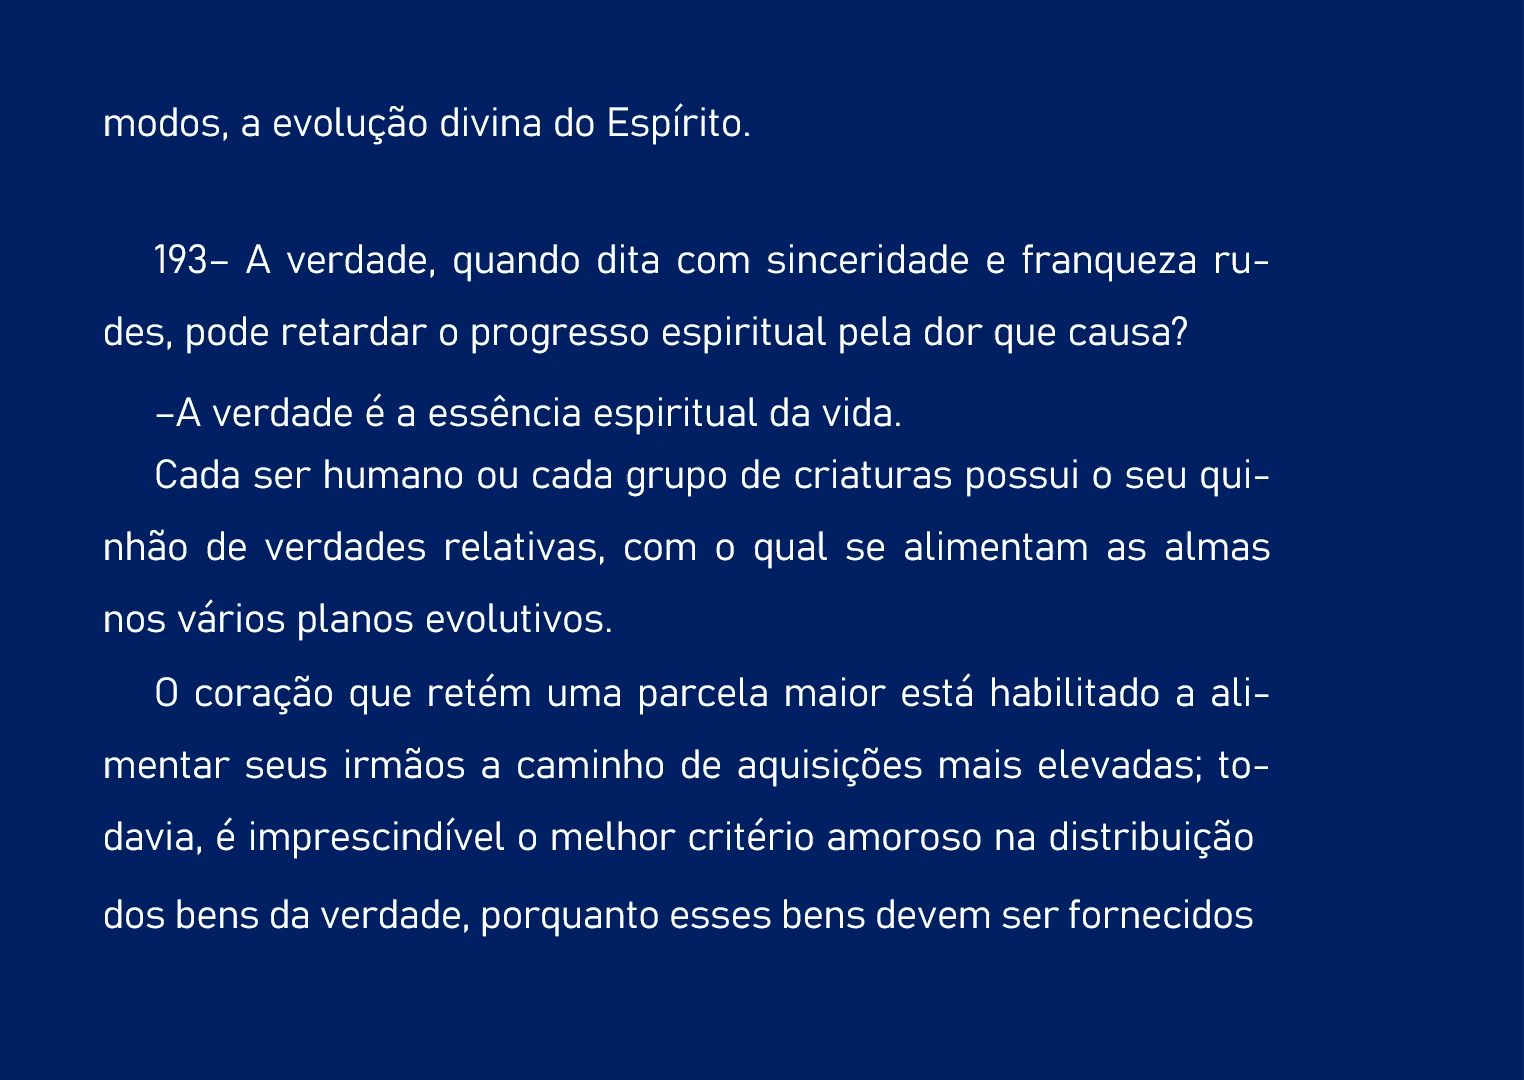 modos, a evolução divina do Espírito.
193– A verdade, quando dita com sinceridade e franqueza ru-
des, pode retardar o progresso espiritual pela dor que causa?
–A verdade é a essência espiritual da vida.
Cada ser humano ou cada grupo de criaturas possui o seu qui-
nhão de verdades relativas, com o qual se alimentam as almas
nos vários planos evolutivos.
O coração que retém uma parcela maior está habilitado a ali-
mentar seus irmãos a caminho de aquisições mais elevadas; to-
davia, é imprescindível o melhor critério amoroso na distribuição
dos bens da verdade, porquanto esses bens devem ser fornecidos